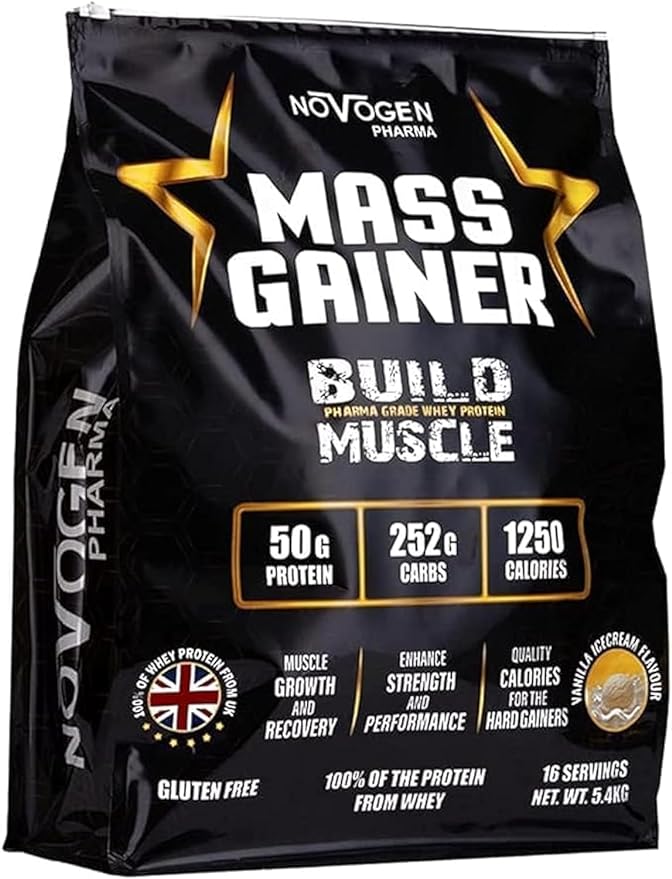 NOVOGEN
PHARMA
MASS
GAINER
BUILD
PHARMA GRADE WHEY PROTEIN
MUSCLE
50G
PROTEIN
252G
CARBS
1250
CALORIES
100% OF WHEY PROTEIN FROM UK
MUSCLE
GROWTH
AND
RECOVERY
ENHANCE
STRENGTH
AND
PERFORMANCE
QUALITY
CALORIES
FOR THE
HARD GAINERS
VANILLA ICECREAM FLAVOUR
GLUTEN FREE
100% OF THE PROTEIN
FROM WHEY
16 SERVINGS
NET. WT. 5.4KG
NOVOGEN
PHARMA